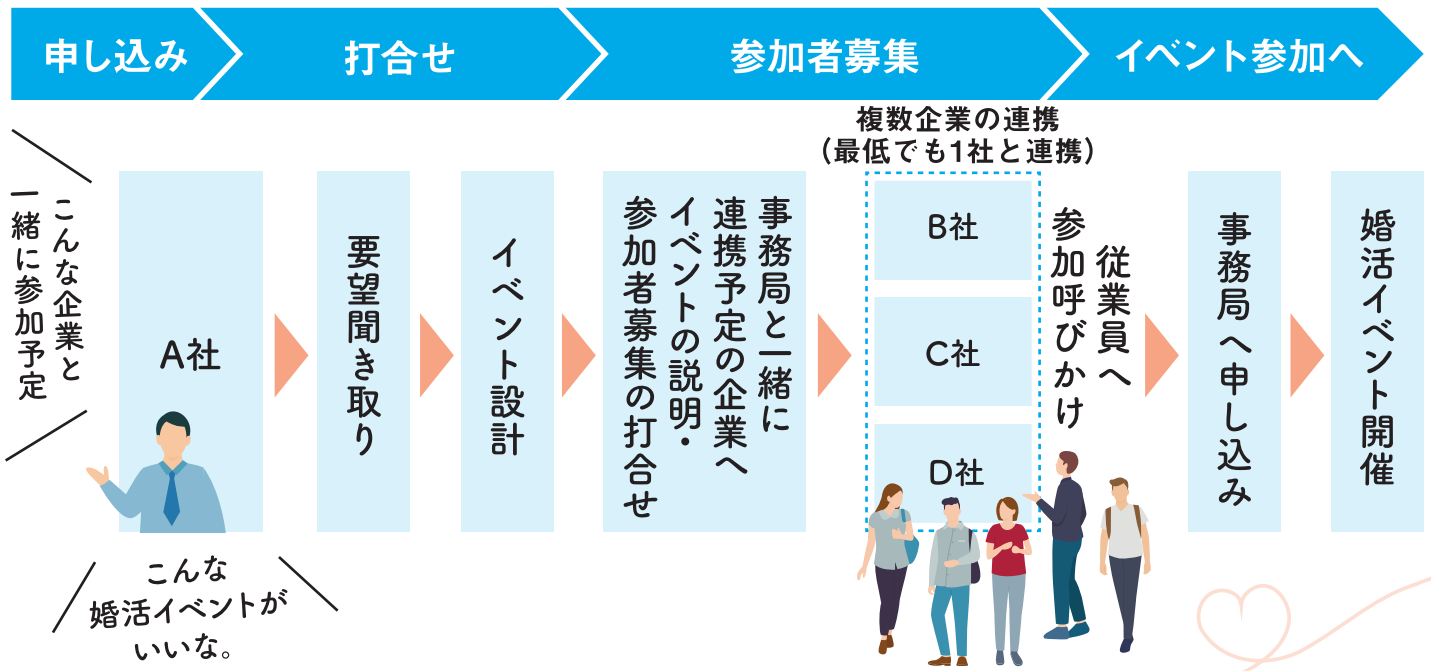 申し込み
打合せ
参加者募集
イベント参加へ
こんな企業と
一緒に参加予定
A社
こんな
婚活イベントが
いいな。
要望聞き取り
イベント設計
事務局と一緒に
連携予定の企業へ
イベントの説明・
参加者募集の打合せ
複数企業の連携
（最低でも1社と連携）
B社
C社
D社
従業員へ
参加呼びかけ
事務局へ申し込み
婚活イベント開催